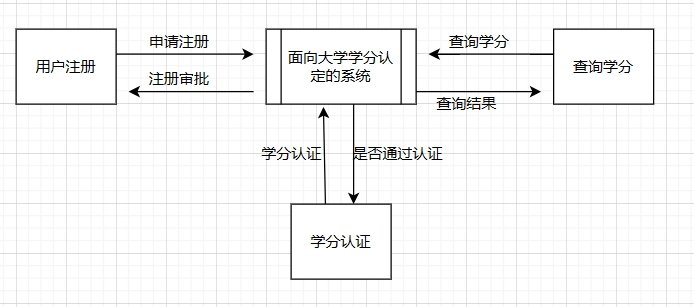 申请注册
查询学分
用户注册
面向大学学分认
定的系统
查询学分
注册审批
查询结果
学分认证
是否通过认证
学分认证